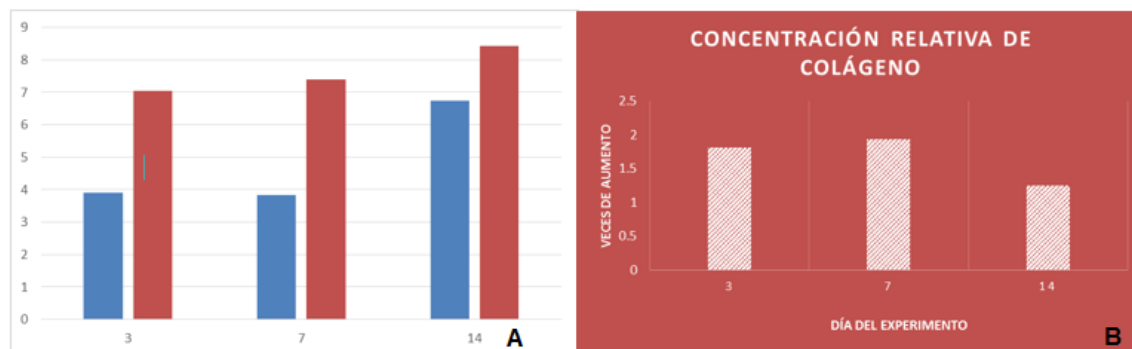 9
8
7
6
5
4
3
2
1
0
3 7 14
A
CONCENTRACIÓN RELATIVA DE
COLÁGENO
VECES DE AUMENTO
2.5
2
1.5
1
0.5
0
3 7 14
DÍA DEL EXPERIMENTO
B